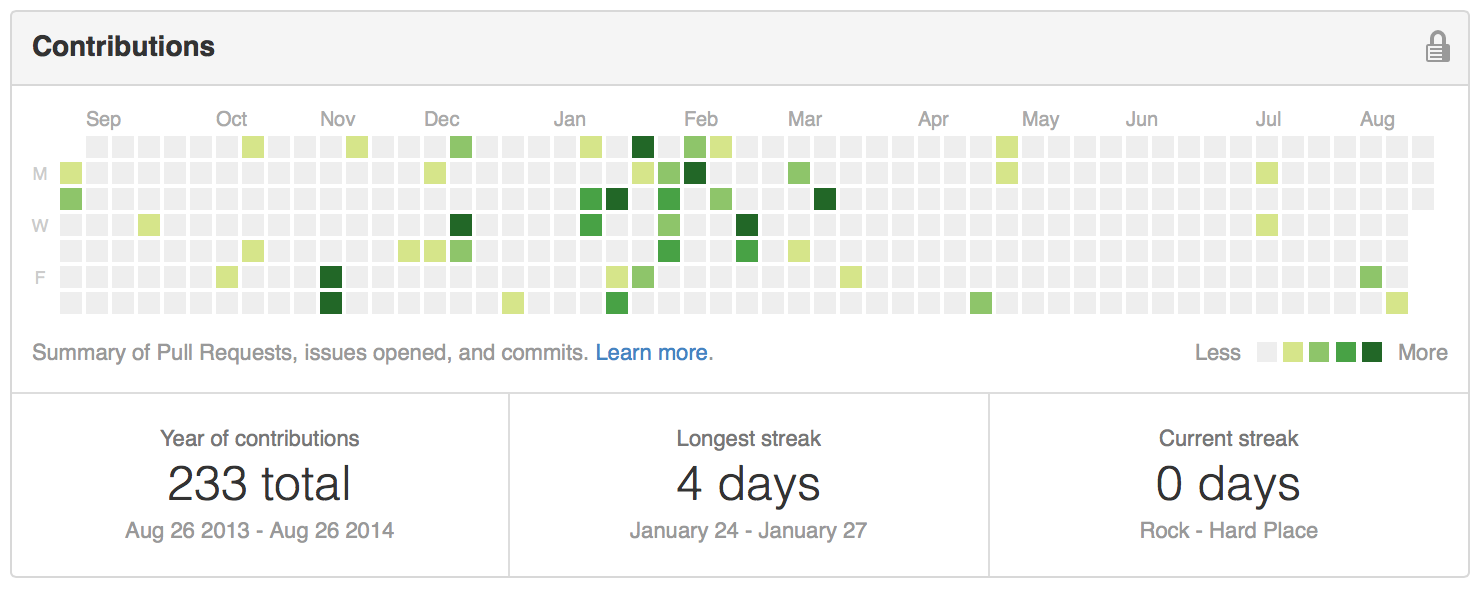 Contributions
Sep Oct Nov Dec Jan Feb Mar Apr May Jun Jul Aug
M
W
F
Summary of Pull Requests, issues opened, and commits. Learn more.
Less More
Year of contributions
233 total
Aug 26 2013 - Aug 26 2014
Longest streak
4 days
January 24 - January 27
Current streak
0 days
Rock - Hard Place